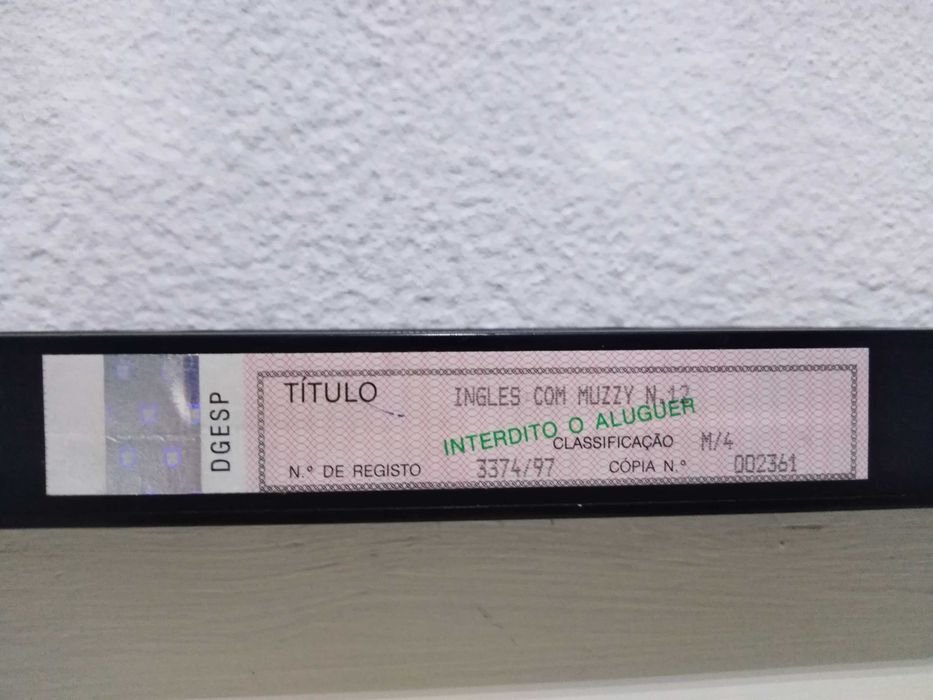 DGESP
TÍTULO INGLES COM MUZZY N.12
INTERDITO O ALUGUER
CLASSIFICAÇÃO M/4
N.º DE REGISTO 3374/97 CÓPIA N.º 002361